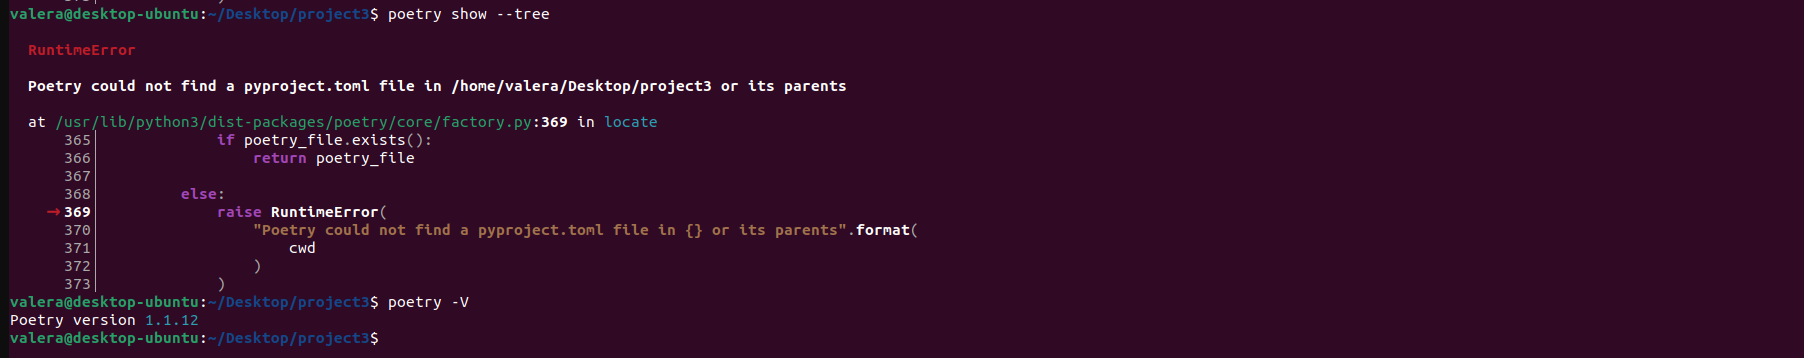 valera@desktop-ubuntu:~/Desktop/project3$ poetry show --tree
RuntimeError
Poetry could not find a pyproject.toml file in /home/valera/Desktop/project3 or its parents
at /usr/lib/python3/dist-packages/poetry/core/factory.py:369 in locate
365│ if poetry_file.exists():
366│ return poetry_file
367│
368│ else:
→ 369│ raise RuntimeError(
370│ "Poetry could not find a pyproject.toml file in {} or its parents".format(
371│ cwd
372│ )
373│ )
valera@desktop-ubuntu:~/Desktop/project3$ poetry -V
Poetry version 1.1.12
valera@desktop-ubuntu:~/Desktop/project3$